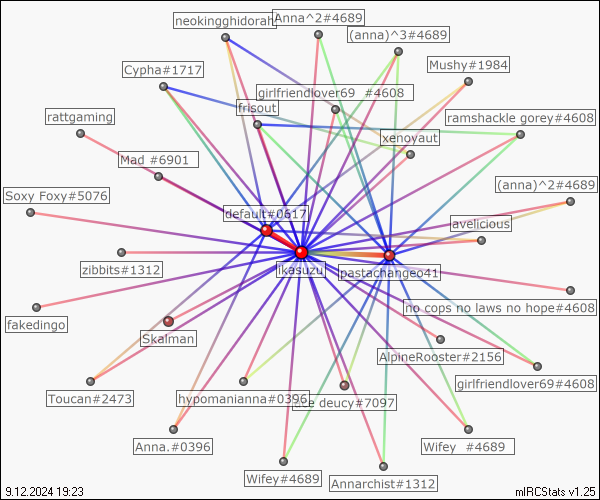 neokingghidorah
Anna^2#4689
(anna)^3#4689
Cypha#1717
Mushy#1984
girlfriendlover69 #4608
frisout
rattgaming
ramshackle gorey#4608
xenoyaut
Mad #6901
Soxy Foxy#5076
(anna)^2#4689
default#0617
avelicious
zibbits#1312
ikasuzu
pastachangeo41
no cops no laws no hope#4608
fakedingo
Skalman
AlpineRooster#2156
girlfriendlover69#4608
Toucan#2473
hypomanianna#0396
ace deucy#7097
Anna.#0396
Wifey #4689
Wifey#4689
Annarchist#1312
9.12.2024 19:23
mIRCStats v1.25